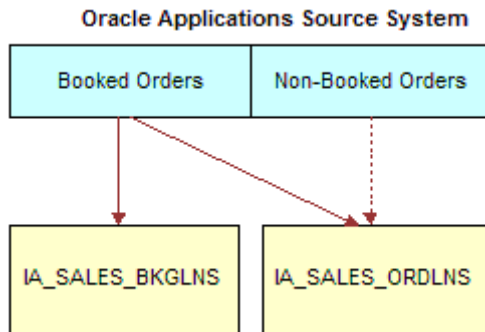 Oracle Applications Source System
Booked Orders
Non-Booked Orders
IA_SALES_BKGLNS
IA_SALES_ORDLNS